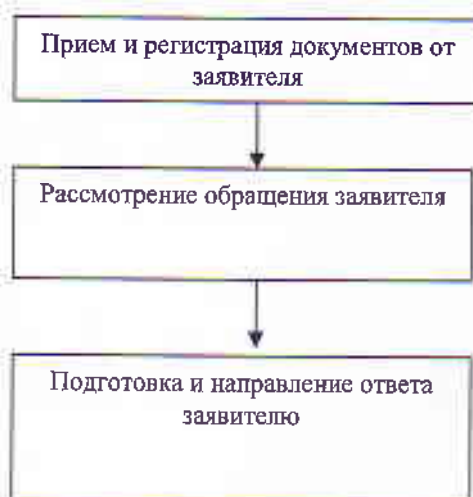 Прием и регистрация документов от
заявителя
Рассмотрение обращения заявителя
Подготовка и направление ответа
заявителю